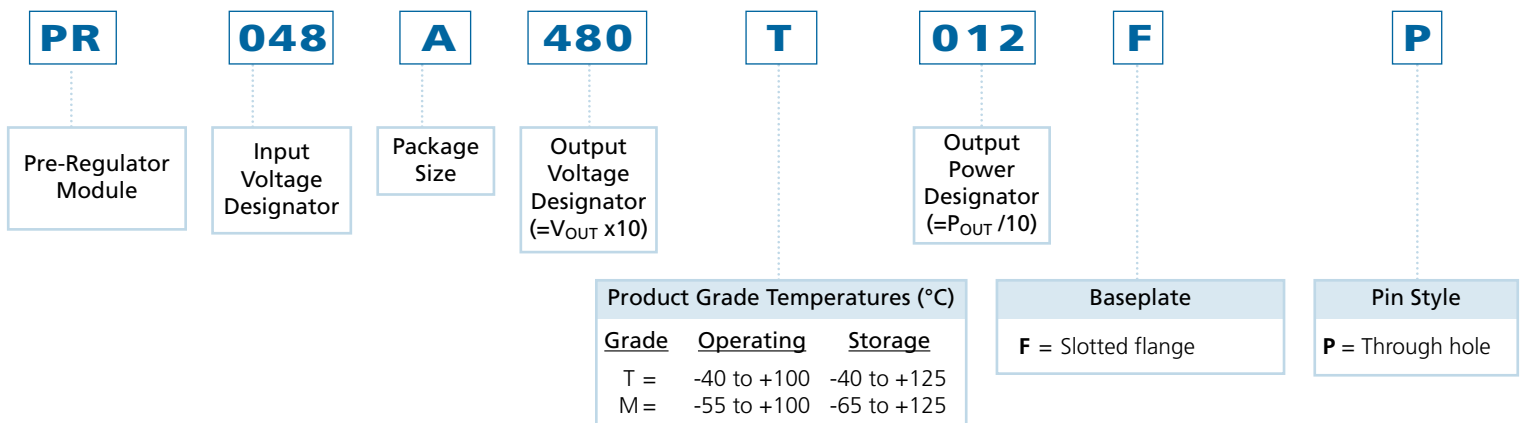 PR 048 A 480 T 012 F P
Pre-Regulator
Module
Input
Voltage
Designator
Package
Size
Output
Voltage
Designator
(=VOUT x10)
Output
Power
Designator
(=POUT /10)
Product Grade Temperatures (°C)
Grade Operating Storage
T = -40 to +100 -40 to +125
M = -55 to +100 -65 to +125
Baseplate
F = Slotted flange
Pin Style
P = Through hole